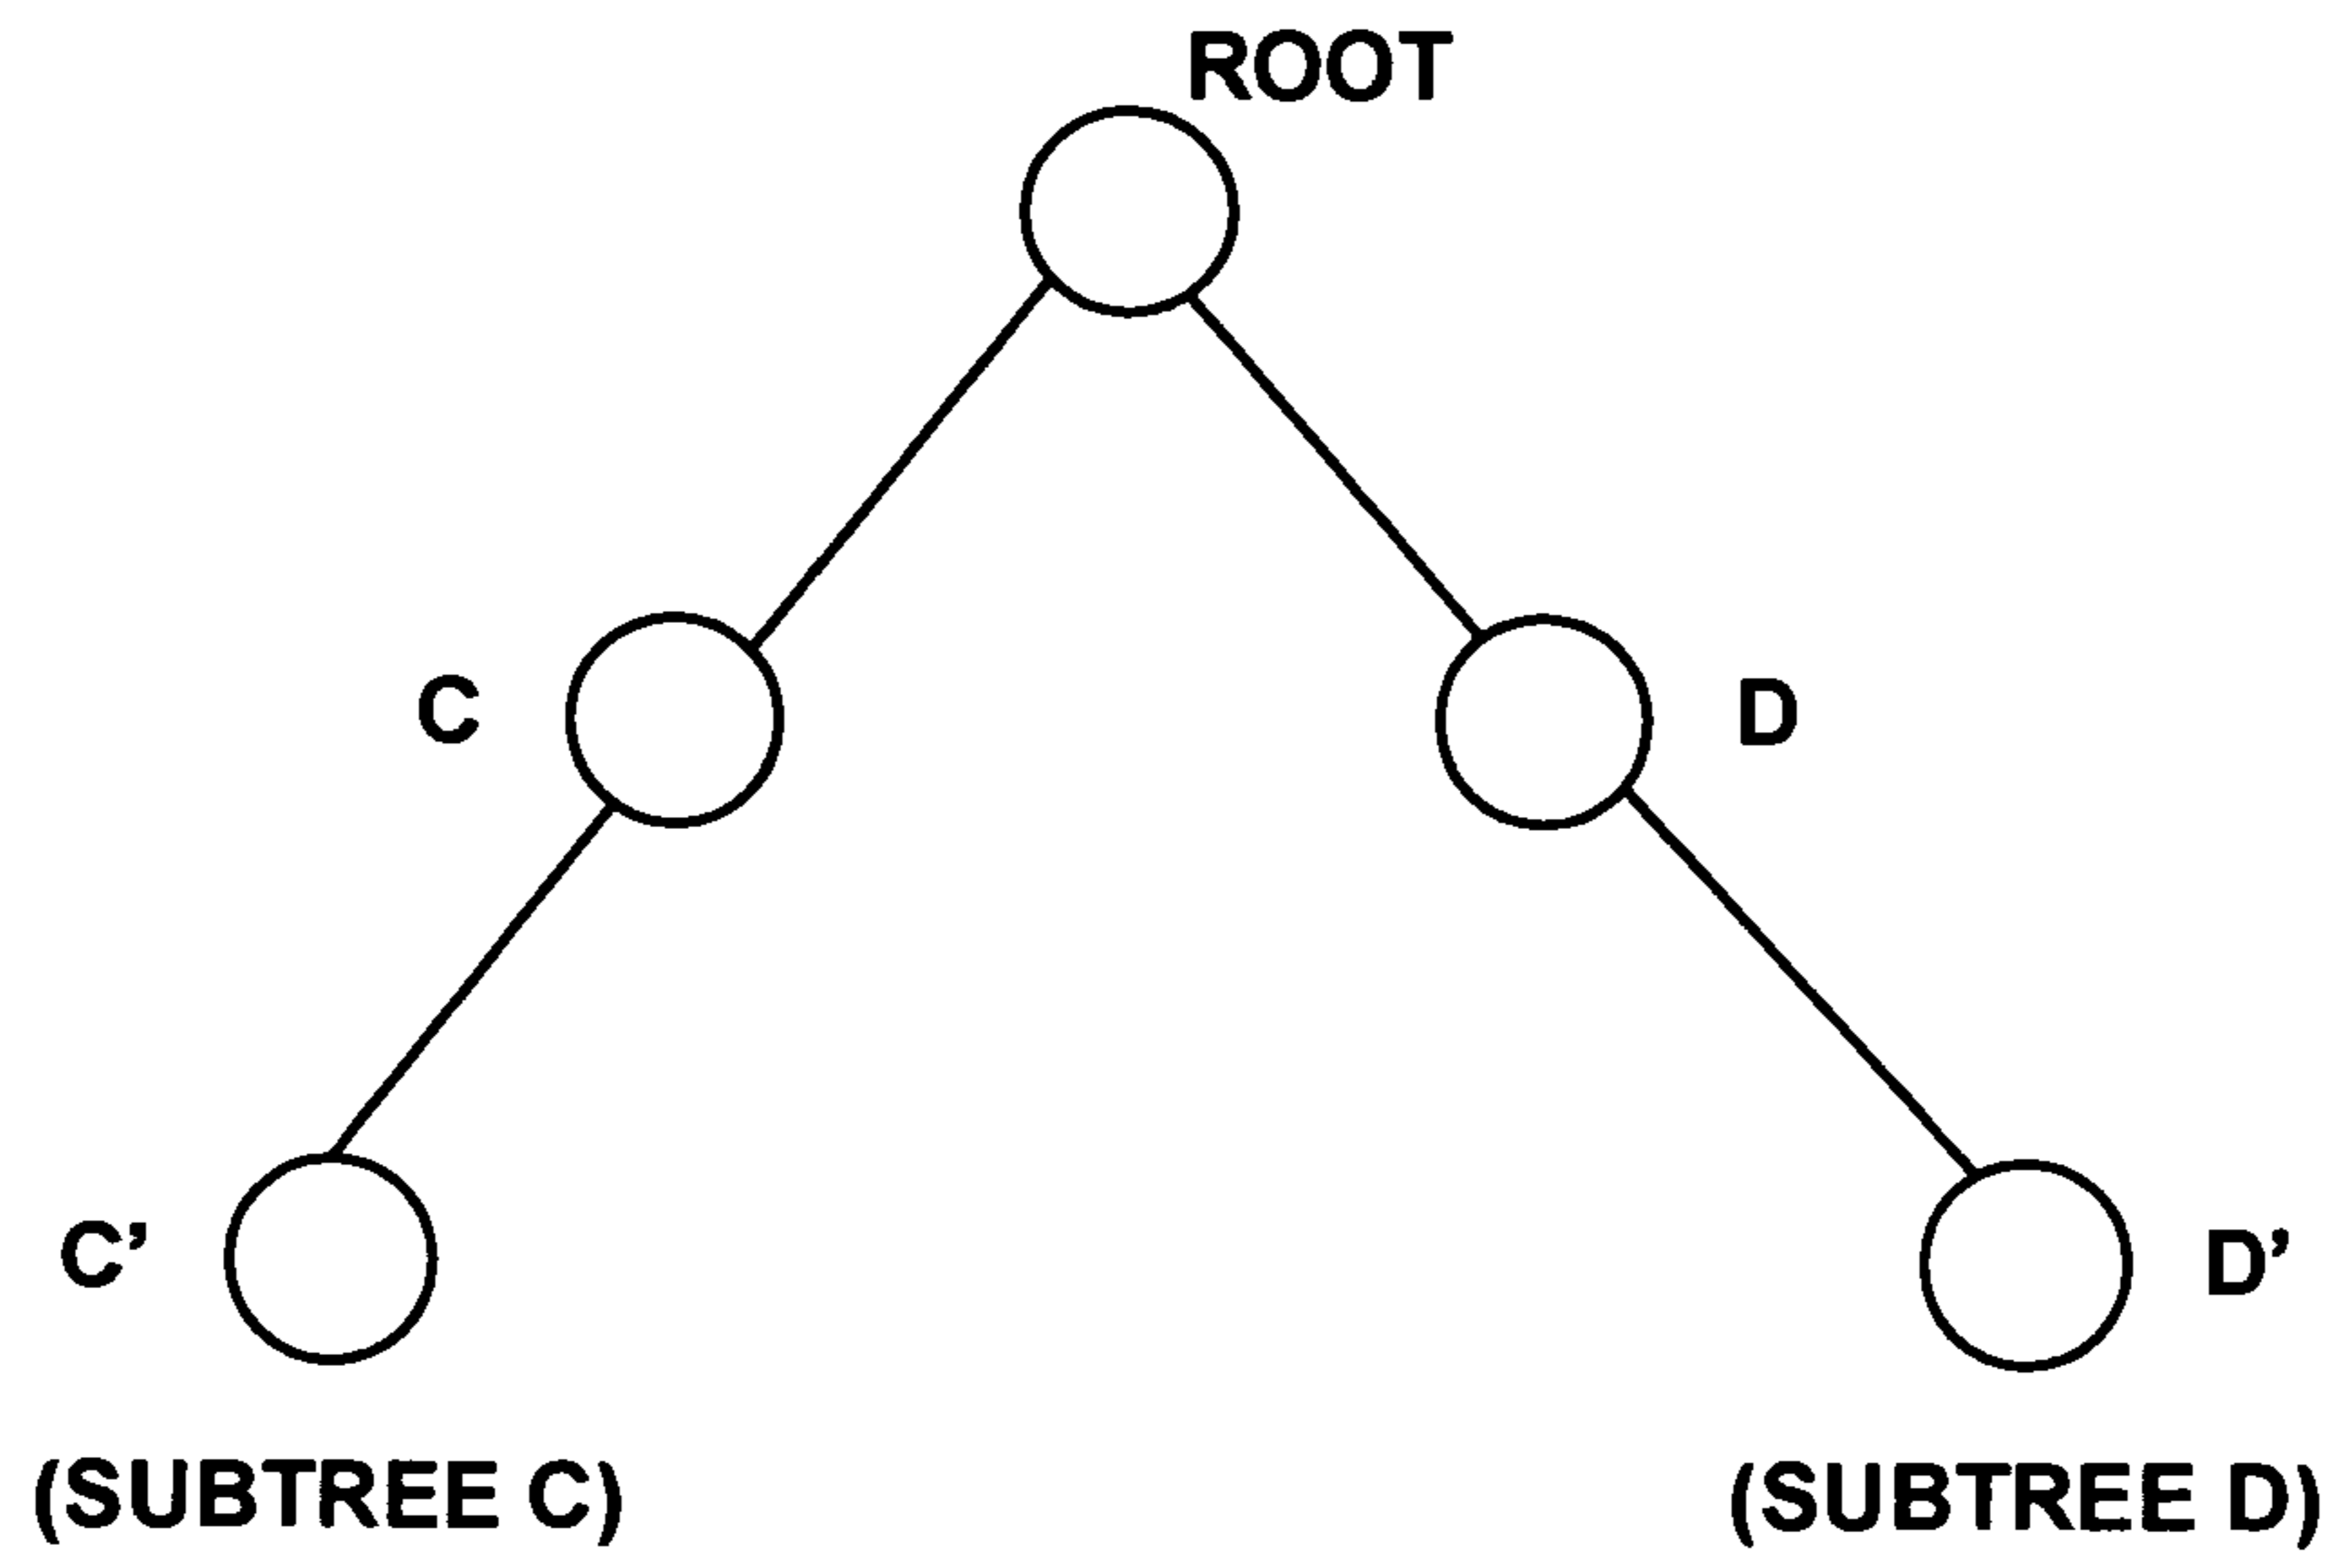 ROOT
C
D
C’
D’
(SUBTREE C)
(SUBTREE D)